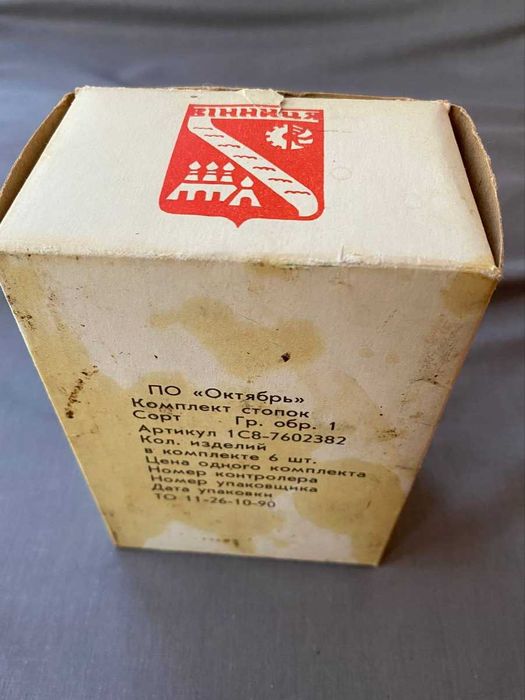 ВІННИЦЯ
ПО «Октябрь»
Комплект стопок
Сорт Гр. обр. 1
Артикул 1С8-7602382
Кол. изделий
в комплекте 6 шт.
Цена одного комплекта
Номер контролера
Номер упаковщика
Дата упаковки
ТО 11-26-10-90